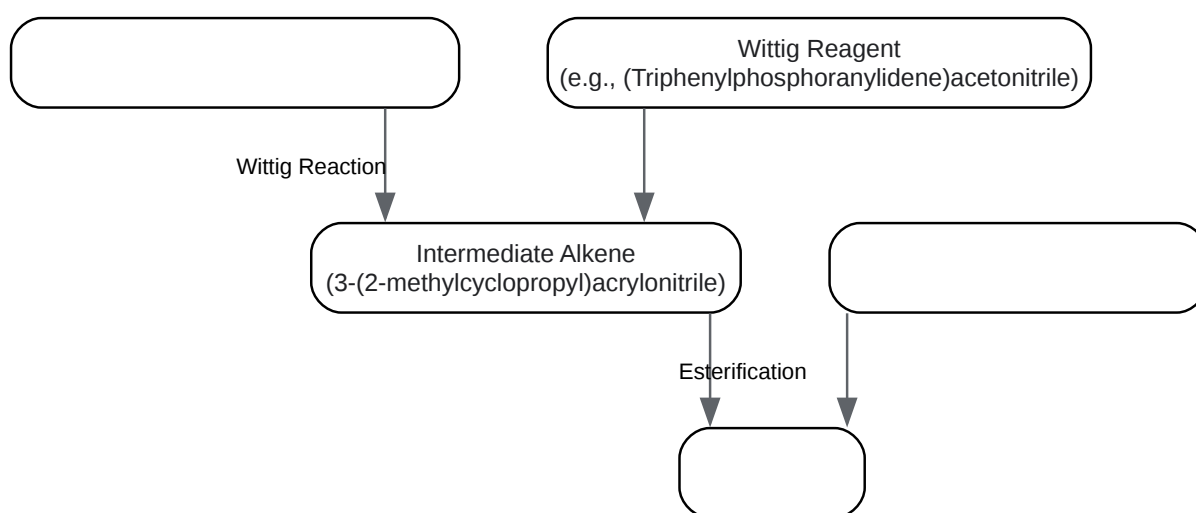 Wittig Reagent
(e.g., (Triphenylphosphoranylidene)acetonitrile)
Wittig Reaction
Intermediate Alkene
(3-(2-methylcyclopropyl)acrylonitrile)
Esterification